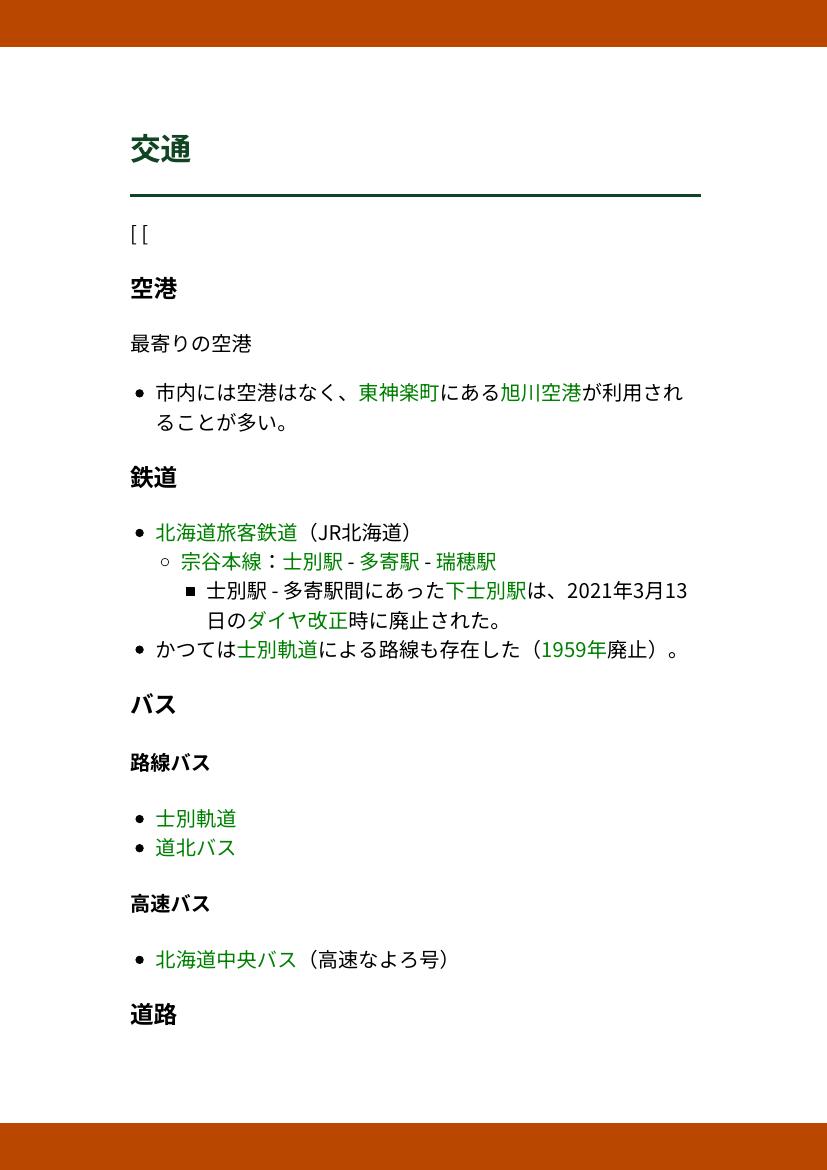 交通
[ [
空港
最寄りの空港
市内には空港はなく、東神楽町にある旭川空港が利用され
ることが多い。
鉄道
北海道旅客鉄道（JR北海道）
宗谷本線：士別駅 - 多寄駅 - 瑞穂駅
士別駅 - 多寄駅間にあった下士別駅は、2021年3月13
日のダイヤ改正時に廃止された。
かつては士別軌道による路線も存在した（1959年廃止）。
バス
路線バス
士別軌道
道北バス
高速バス
北海道中央バス（高速なよろ号）
道路